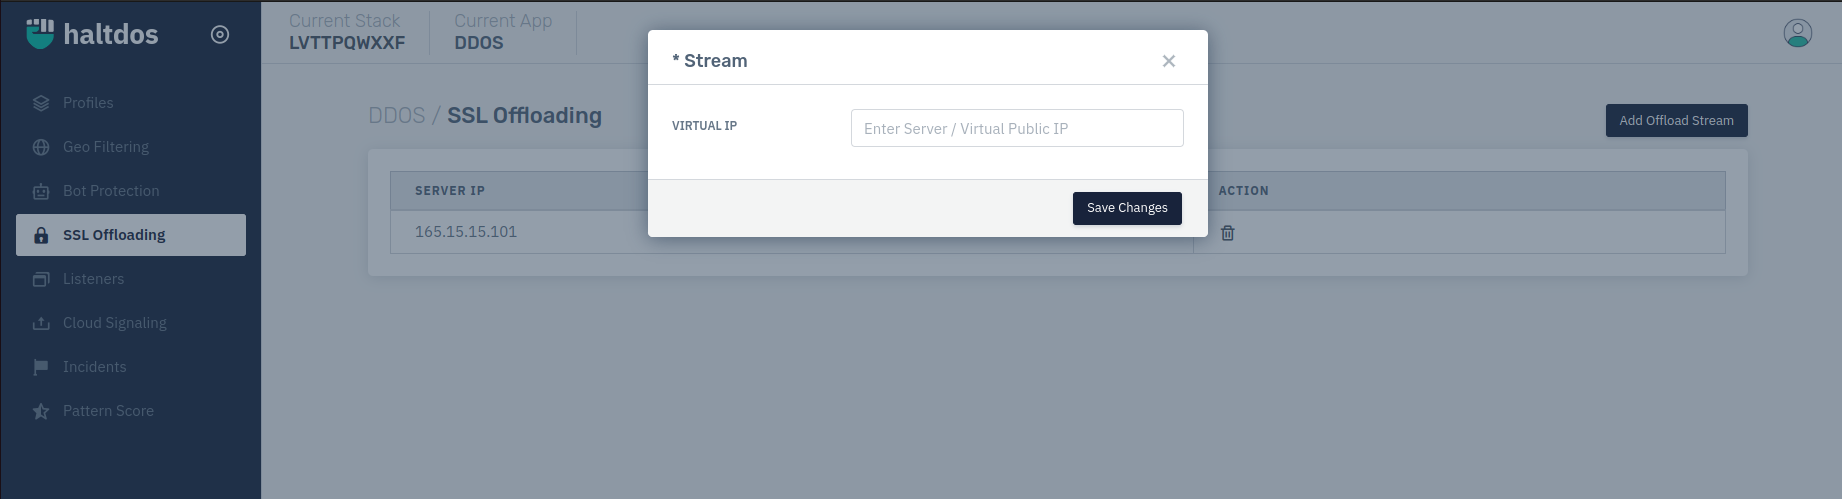 haltdos
Current Stack
LVTTPQWXXF
Current App
DDOS
Profiles
Geo Filtering
Bot Protection
SSL Offloading
Listeners
Cloud Signaling
Incidents
Pattern Score
DDOS / SSL Offloading
Add Offload Stream
SERVER IP
ACTION
165.15.15.101
* Stream
VIRTUAL IP
Enter Server / Virtual Public IP
Save Changes